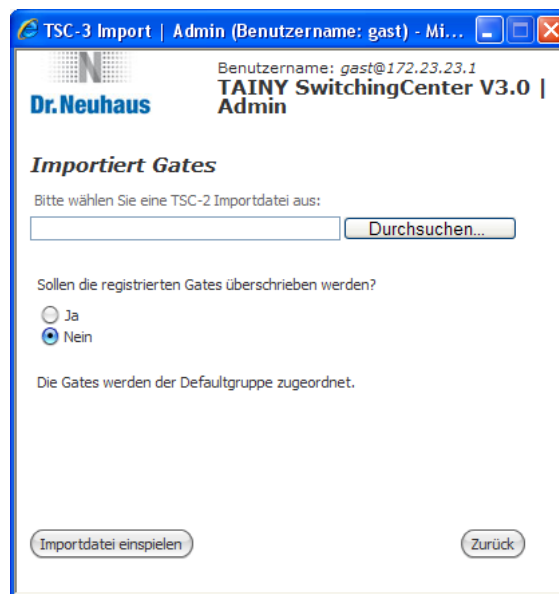 TSC-3 Import | Admin (Benutzername: gast) - Mi...
N
Dr.Neuhaus
Benutzername: gast@172.23.23.1
TAINY SwitchingCenter V3.0 |
Admin
Importiert Gates
Bitte wählen Sie eine TSC-2 Importdatei aus:
Durchsuchen...
Sollen die registrierten Gates überschrieben werden?
Ja
Nein
Die Gates werden der Defaultgruppe zugeordnet.
Importdatei einspielen
Zurück